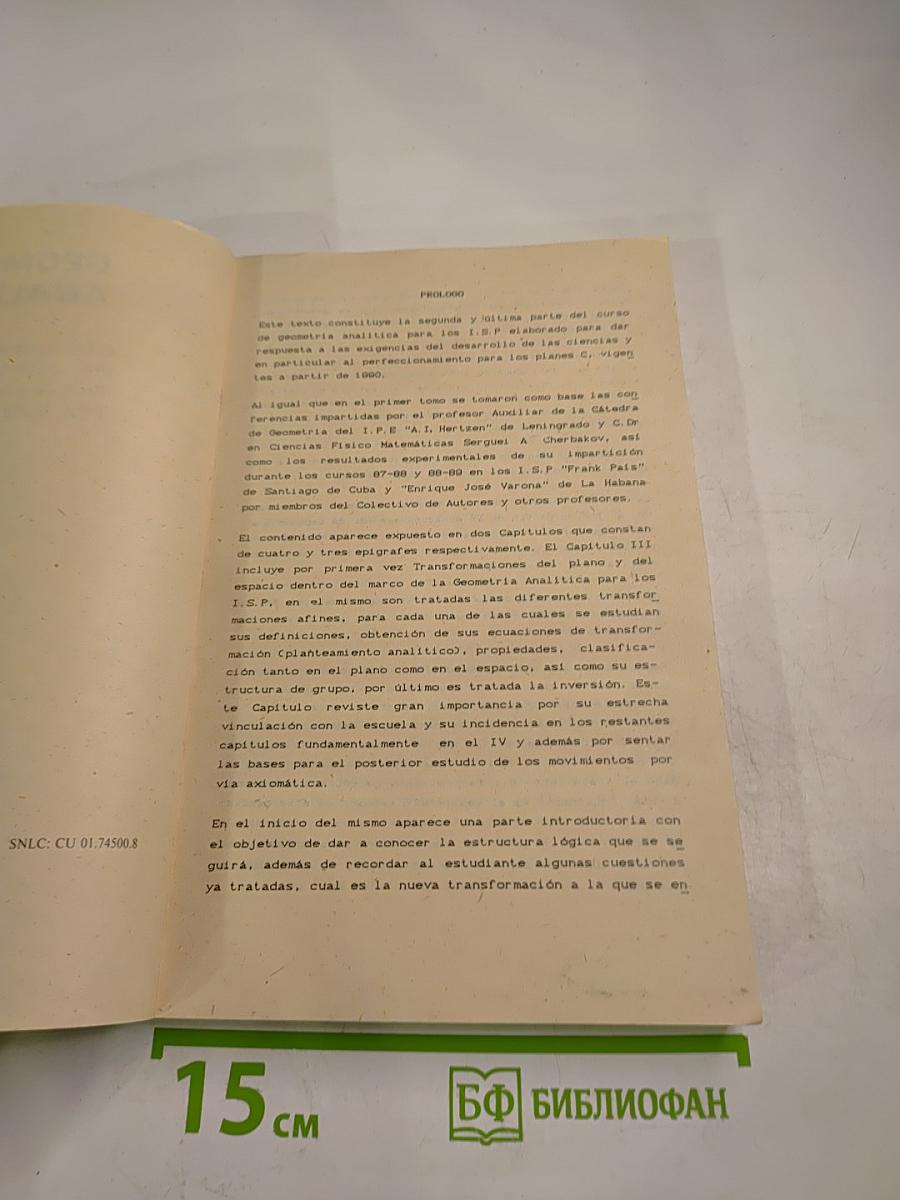 PROLOGO
Este texto constituye la segunda y última parte del curso
de geometría analítica para los I.S.P elaborado para dar
respuesta a las exigencias del desarrollo de las ciencias y
en particular al perfeccionamiento para los planes C, vigen
tes a partir de 1990.
Al igual que en el primer tomo se tomaron como base las con
ferencias impartidas por el profesor Auxiliar de la Cátedra
de Geometría del I.P.E "A.I. Hertzen" de Leningrado y C.Dr
en Ciencias Físico Matemáticas Serguei A Cherbakov, así
como los resultados experimentales de su impartición
durante los cursos 87-88 y 88-89 en los I.S.P "Frank País"
de Santiago de Cuba y "Enrique José Varona" de La Habana
por miembros del Colectivo de Autores y otros profesores.
El contenido aparece expuesto en dos Capítulos que constan
de cuatro y tres epígrafes respectivamente. El Capítulo III
incluye por primera vez Transformaciones del plano y del
espacio dentro del marco de la Geometría Analítica para los
I.S.P, en el mismo son tratadas las diferentes transfor
maciones afines, para cada una de las cuales se estudian
sus definiciones, obtención de sus ecuaciones de transfor-
mación (planteamiento analítico), propiedades, clasifica-
ción tanto en el plano como en el espacio, así como su es-
tructura de grupo, por último es tratada la inversión. Es-
te Capítulo reviste gran importancia por su estrecha
vinculación con la escuela y su incidencia en los restantes
capítulos fundamentalmente en el IV y además por sentar
las bases para el posterior estudio de los movimientos por
vía axiomática.
En el inicio del mismo aparece una parte introductoria con
el objetivo de dar a conocer la estructura lógica que se se
guirá, además de recordar al estudiante algunas cuestiones
ya tratadas, cual es la nueva transformación a la que se en
SNLC: CU 01.74500.8
15 см
БФ БИБЛИОФАН